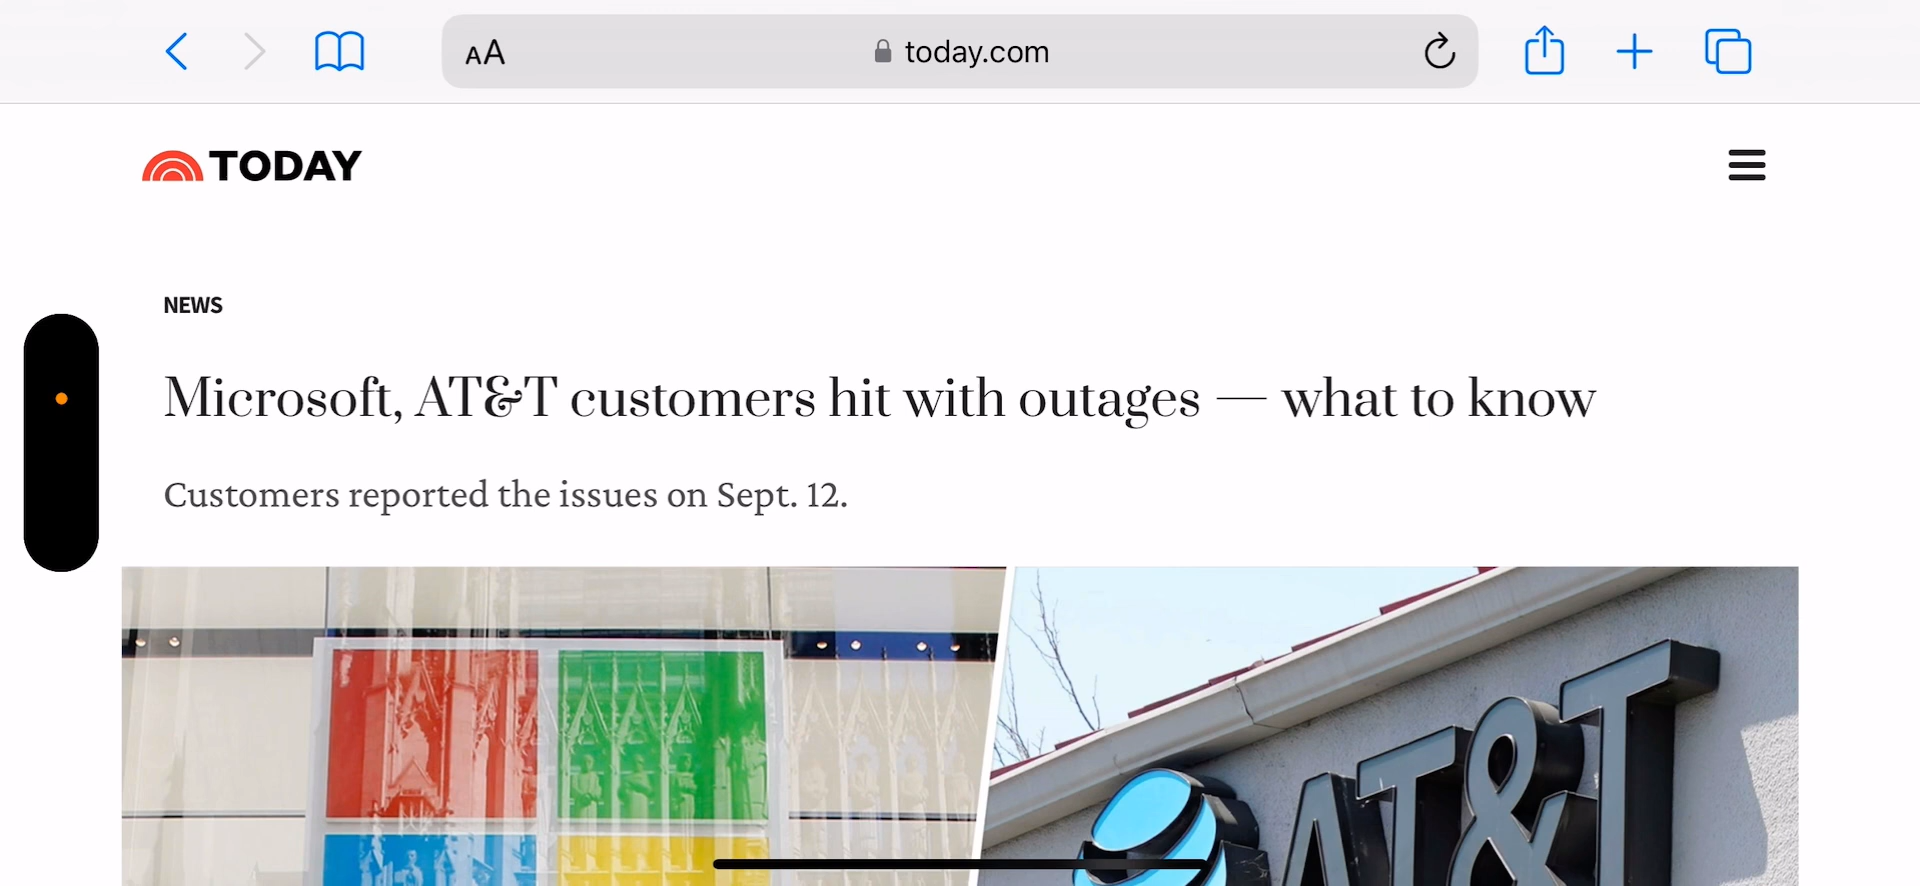 AA
today.com
TODAY
NEWS
Microsoft, AT&T customers hit with outages — what to know
Customers reported the issues on Sept. 12.
AT&T